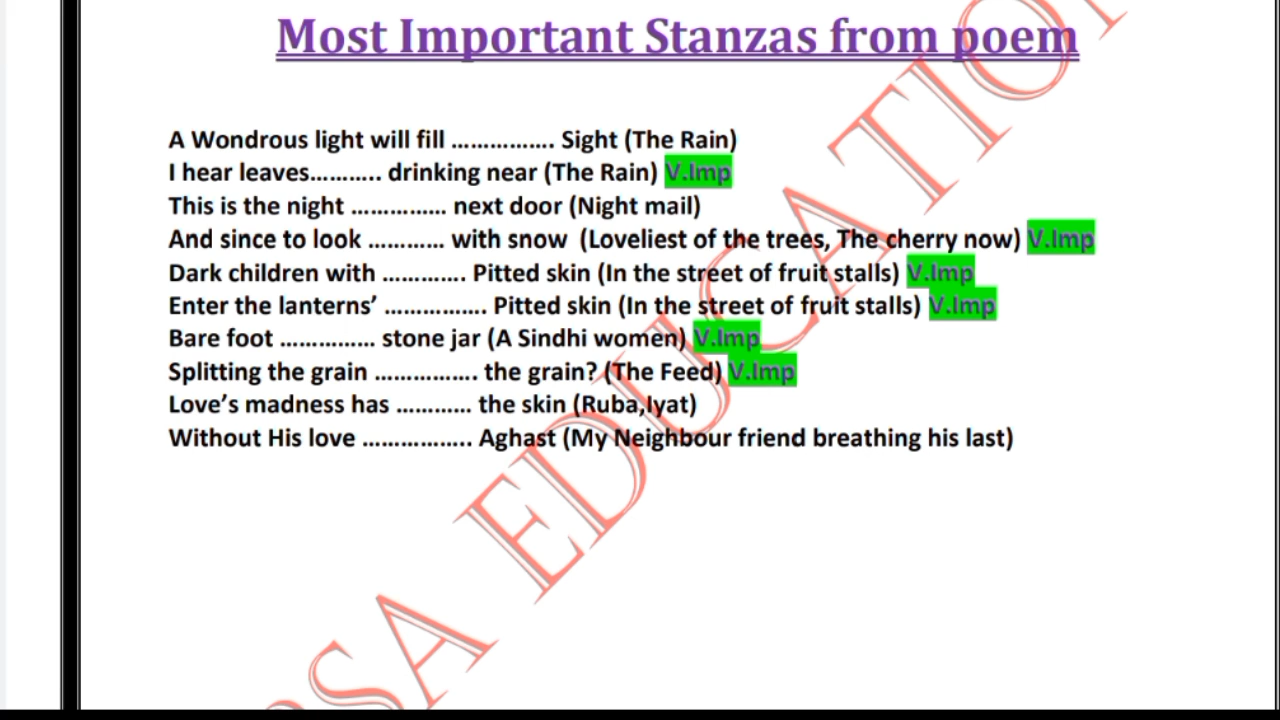 Most Important Stanzas from poem
A Wondrous light will fill ................ Sight (The Rain)
I hear leaves........... drinking near (The Rain) V.Imp
This is the night ............... next door (Night mail)
And since to look ............ with snow (Loveliest of the trees, The cherry now) V.Imp
Dark children with ............. Pitted skin (In the street of fruit stalls) V.Imp
Enter the lanterns’ ................ Pitted skin (In the street of fruit stalls) V.Imp
Bare foot ............... stone jar (A Sindhi women) V.Imp
Splitting the grain ................ the grain? (The Feed) V.Imp
Love’s madness has ............ the skin (Ruba,Iyat)
Without His love ................. Aghast (My Neighbour friend breathing his last)
SA EDUCATIO